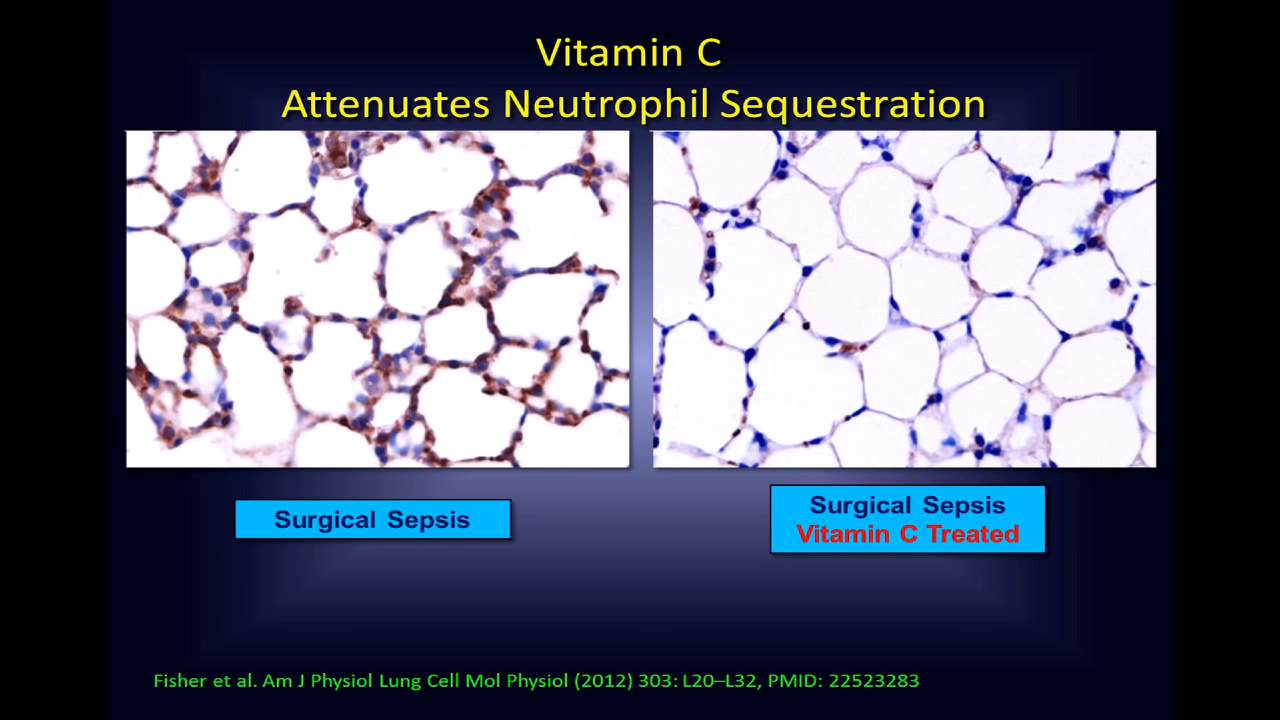 Vitamin C
Attenuates Neutrophil Sequestration
Surgical Sepsis
Surgical Sepsis
Vitamin C Treated
Fisher et al. Am J Physiol Lung Cell Mol Physiol (2012) 303: L20–L32, PMID: 22523283